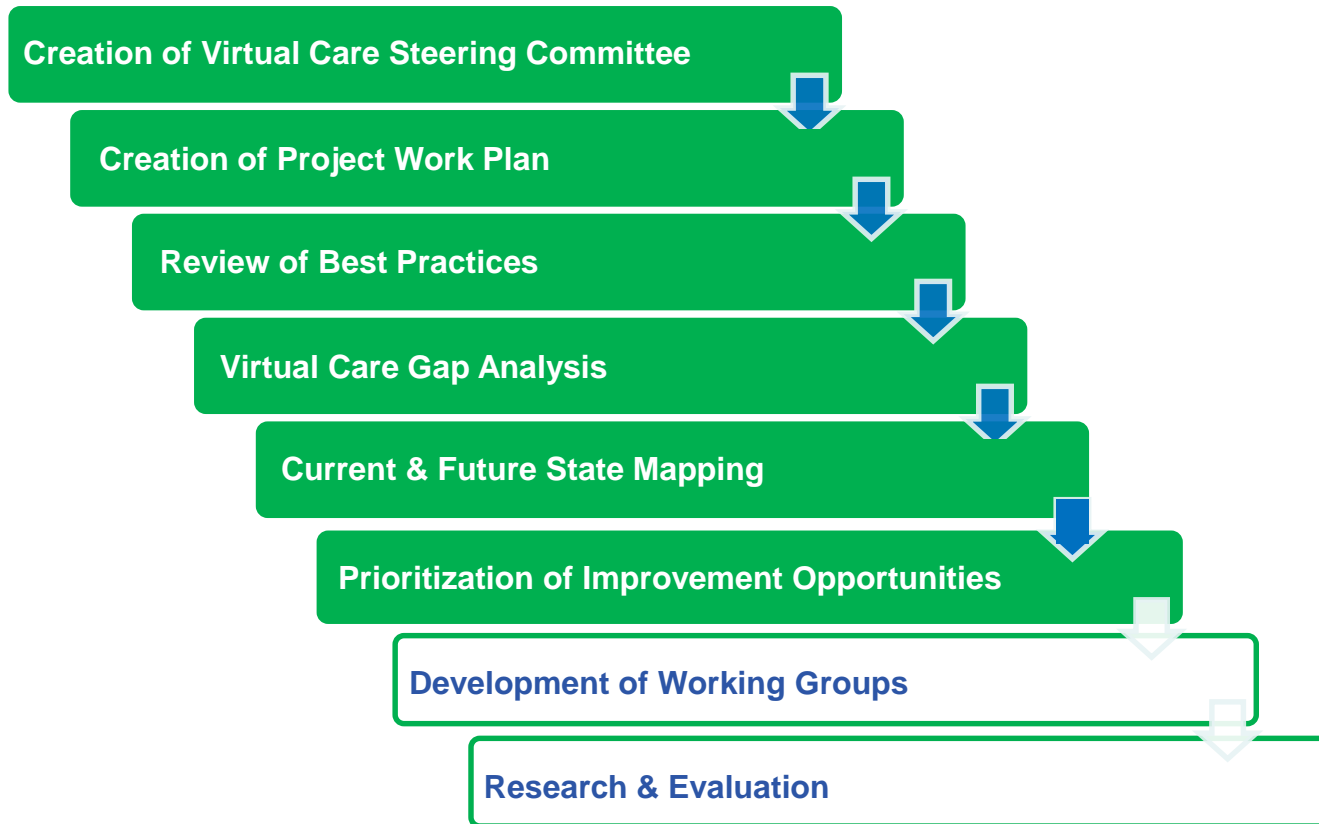 Creation of Virtual Care Steering Committee
Creation of Project Work Plan
Review of Best Practices
Virtual Care Gap Analysis
Current & Future State Mapping
Prioritization of Improvement Opportunities
Development of Working Groups
Research & Evaluation